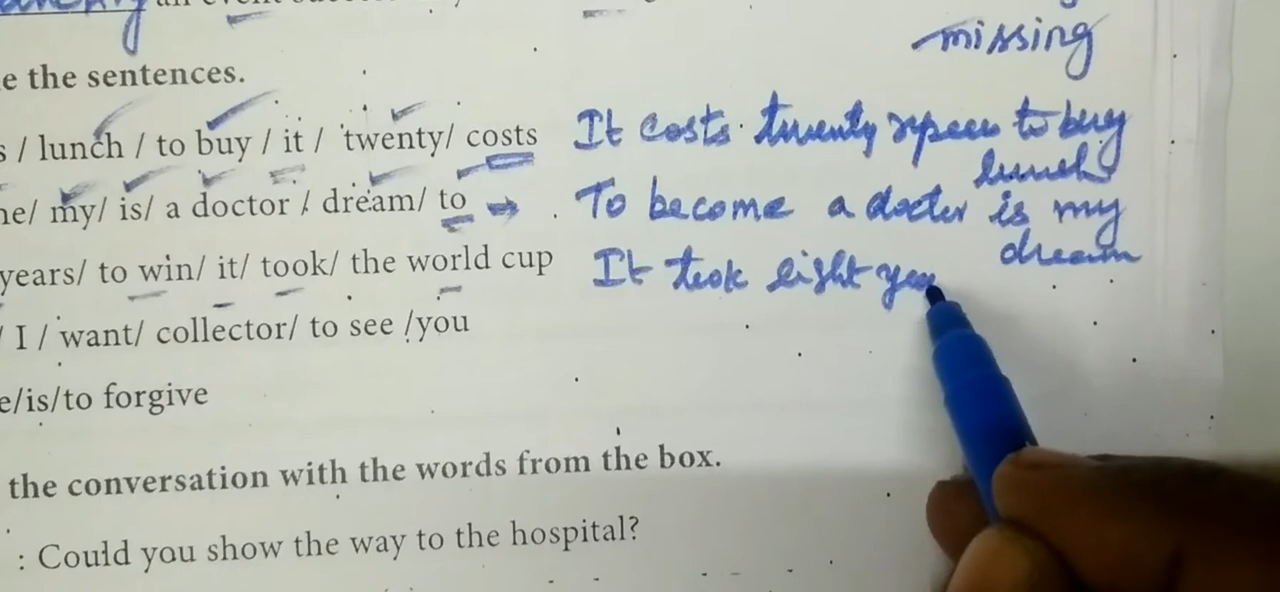 missing
e the sentences.
s / lunch / to buy / it / twenty/ costs
It costs twenty rpees to buy
lunch
ne/ my/ is/ a doctor / dream/ to
To become a doctor is my
dream
years/ to win/ it/ took/ the world cup
It took eight yea
/ I / want/ collector/ to see /you
e/is/to forgive
the conversation with the words from the box.
: Could you show the way to the hospital?